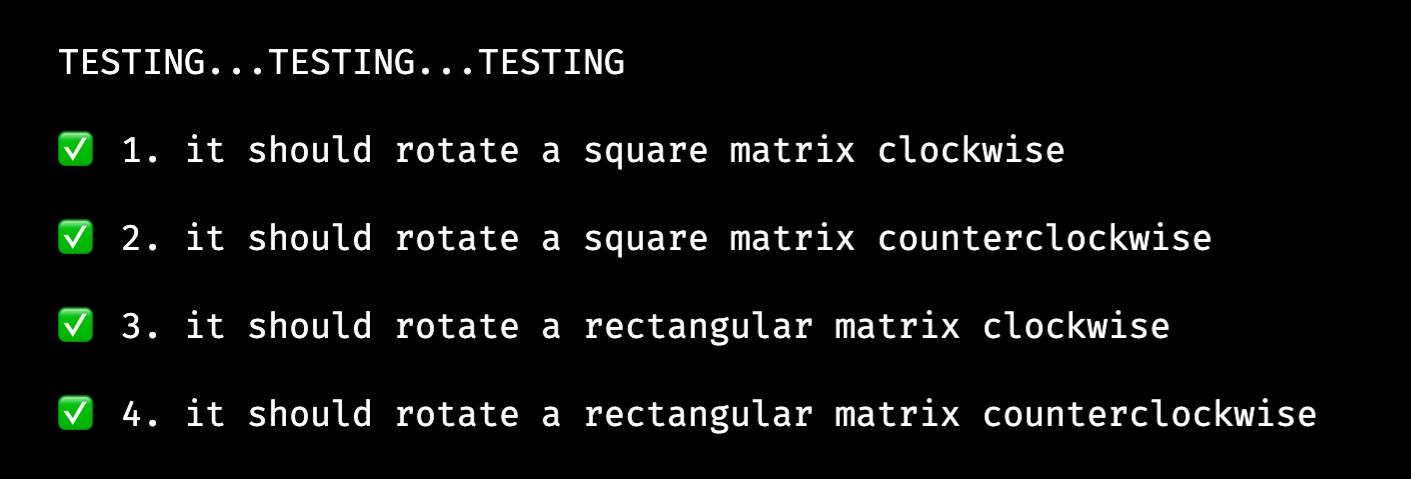 TESTING...TESTING...TESTING
✅ 1. it should rotate a square matrix clockwise
✅ 2. it should rotate a square matrix counterclockwise
✅ 3. it should rotate a rectangular matrix clockwise
✅ 4. it should rotate a rectangular matrix counterclockwise